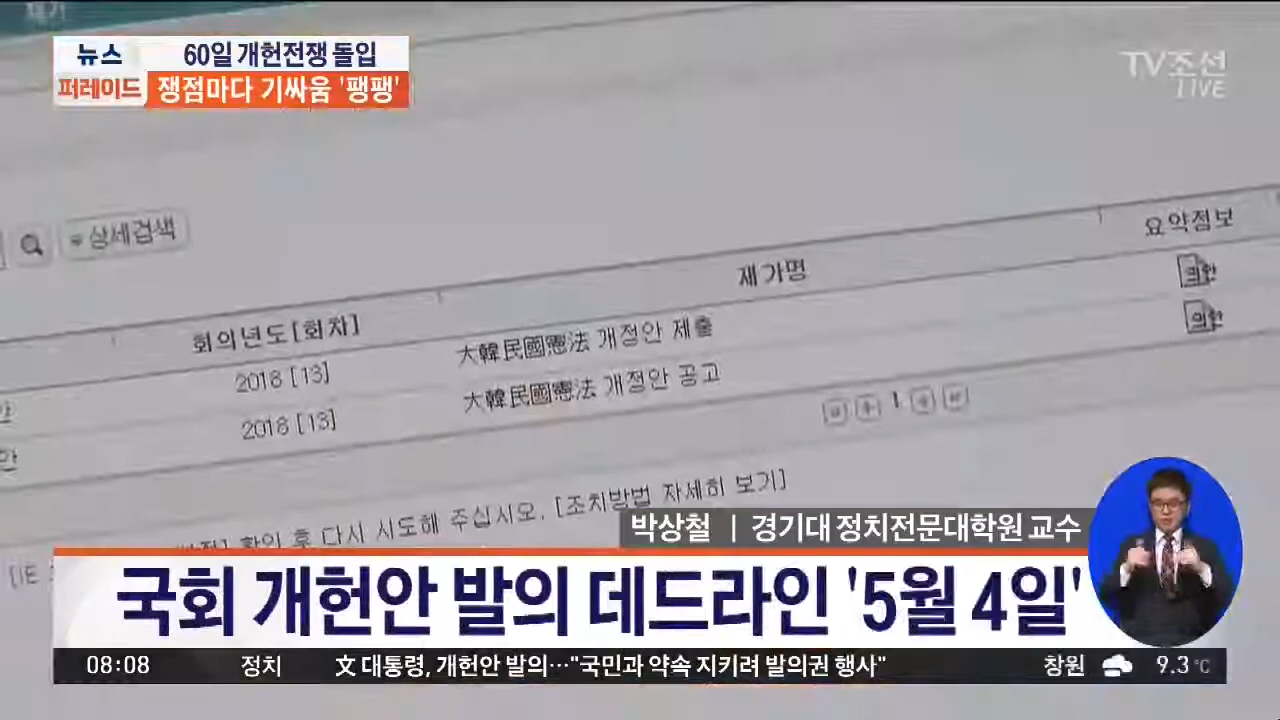 뉴스 60일 개헌전쟁 돌입
퍼레이드 쟁점마다 기싸움 '팽팽'
TV조선
LIVE
상세검색
회의년도[회차] 재가명 요약정보
2018 [13] 大韓民國憲法 개정안 제출 의안
2018 [13] 大韓民國憲法 개정안 공고 의안
1
확인 후 다시 시도해 주십시오. [조치방법 자세히 보기]
[IE
박상철 | 경기대 정치전문대학원 교수
국회 개헌안 발의 데드라인 '5월 4일'
08:08 정치 文 대통령, 개헌안 발의…"국민과 약속 지키려 발의권 행사" 창원 9.3℃